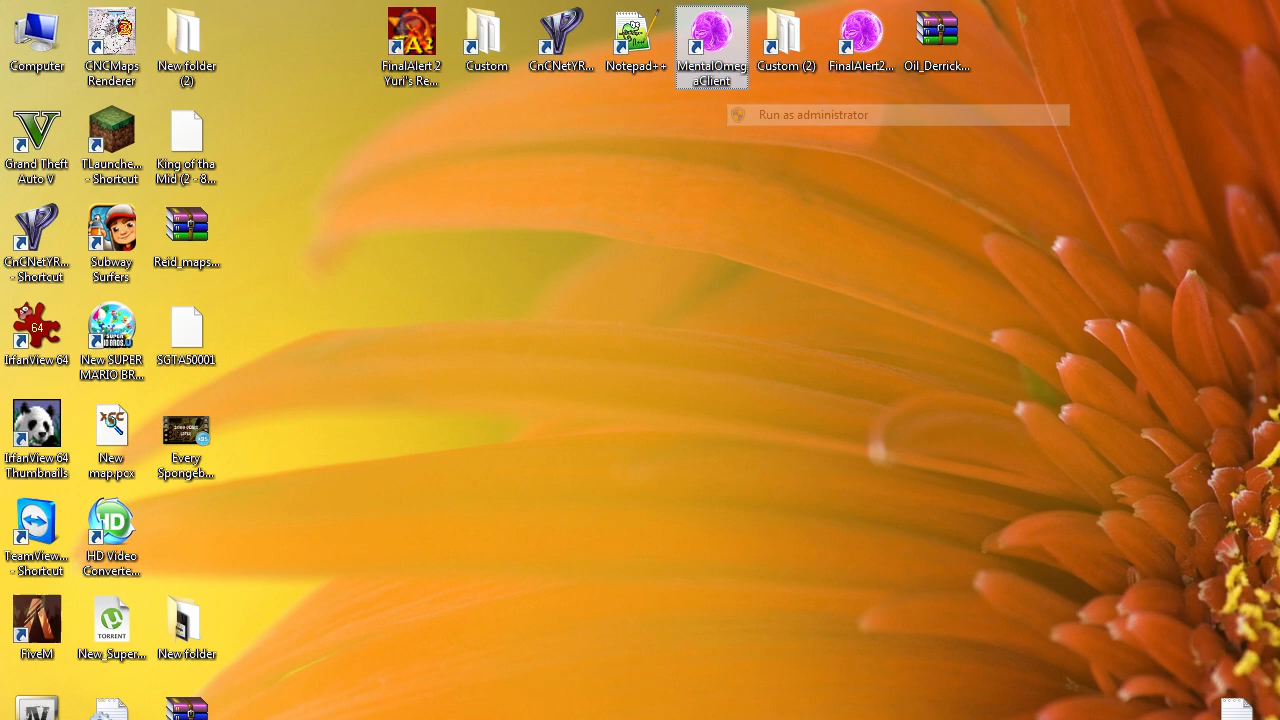 Computer
CNCMaps
Renderer
New folder
(2)
FinalAlert 2
Yuri's Re...
Custom
CnCNetYR...
Notepad++
MentalOmeg
aClient
Custom (2)
FinalAlert2...
Oil_Derrick...
Run as administrator
Grand Theft
Auto V
TLaunche...
- Shortcut
King of tha
Mid (2 - 8...
CnCNetYR...
- Shortcut
Subway
Surfers
Reid_maps...
64
IrfanView 64
New SUPER
MARIO BR...
SGTA50001
IrfanView 64
Thumbnails
New
map.pcx
Every
Spongeb...
TeamView...
- Shortcut
HD
HD Video
Converte...
TORRENT
FiveM
New_Super...
New folder